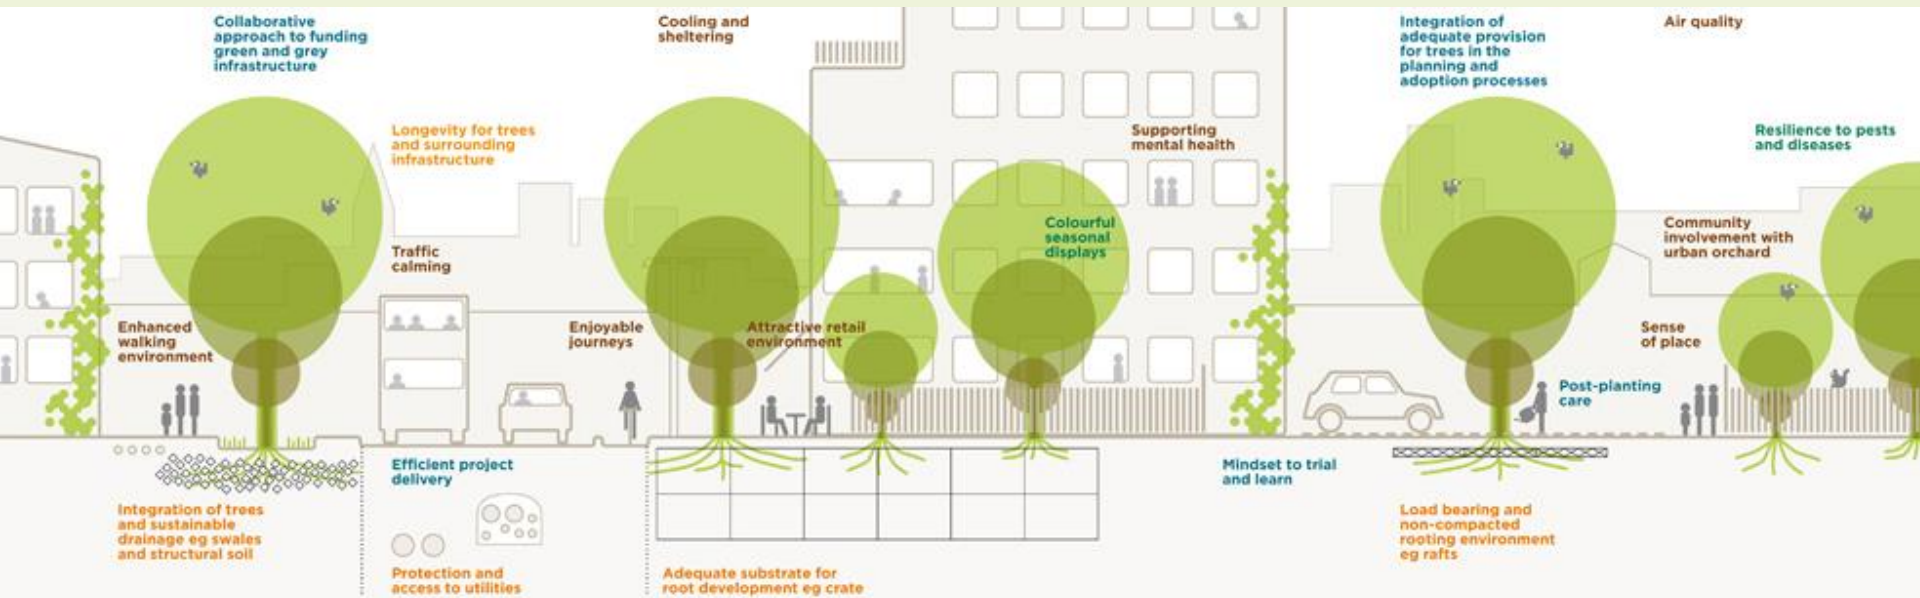 Collaborative
approach to funding
green and grey
infrastructure
Cooling and
sheltering
Integration of
adequate provision
for trees in the
planning and
adoption processes
Air quality
Longevity for trees
and surrounding
infrastructure
Supporting
mental health
Resilience to pests
and diseases
Traffic
calming
Colourful
seasonal
displays
Community
involvement with
urban orchard
Enhanced
walking
environment
Enjoyable
journeys
Attractive retail
environment
Sense
of place
Post-planting
care
Efficient project
delivery
Mindset to trial
and learn
Integration of trees
and sustainable
drainage eg swales
and structural soil
Load bearing and
non-compacted
rooting environment
eg rafts
Protection and
access to utilities
Adequate substrate for
root development eg crate